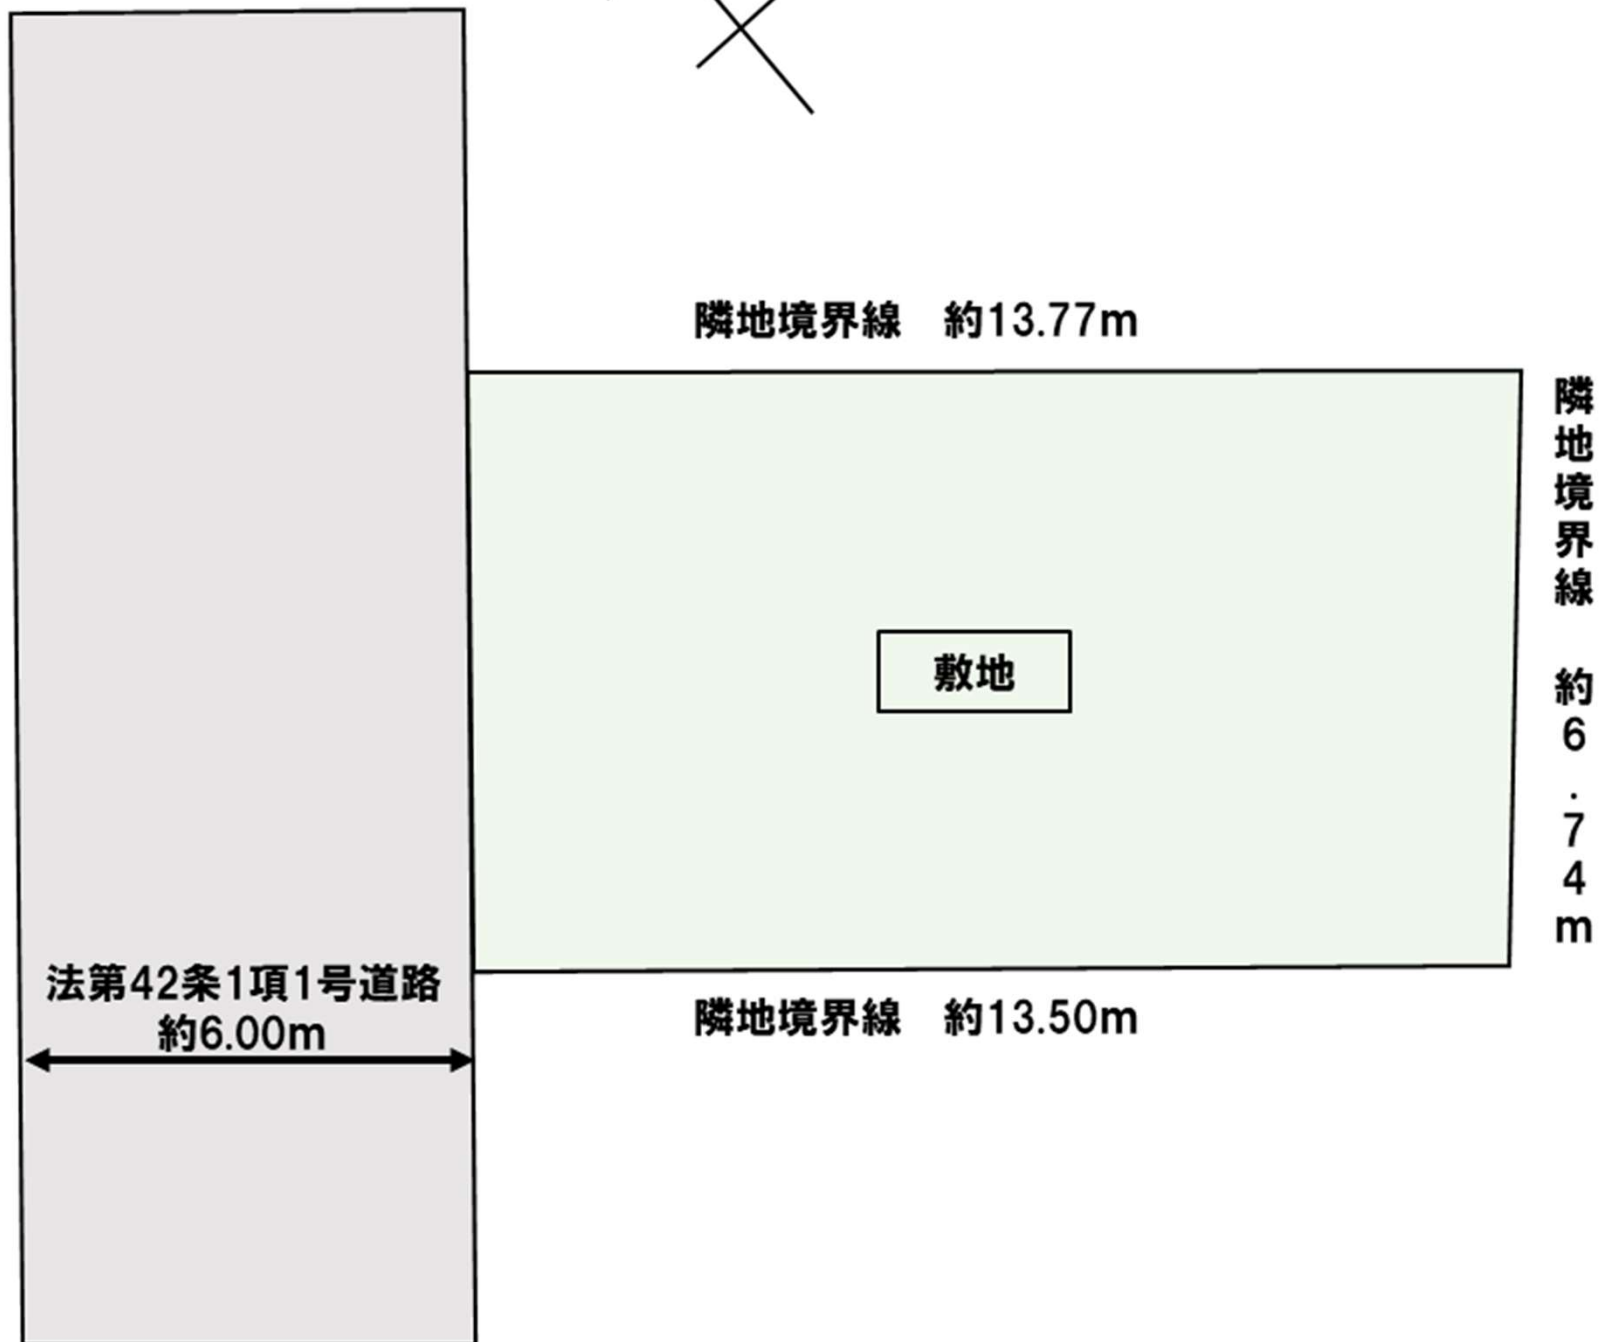 隣地境界線　約13.77m
隣地境界線　約6.74m
敷地
法第42条1項1号道路
約6.00m
隣地境界線　約13.50m